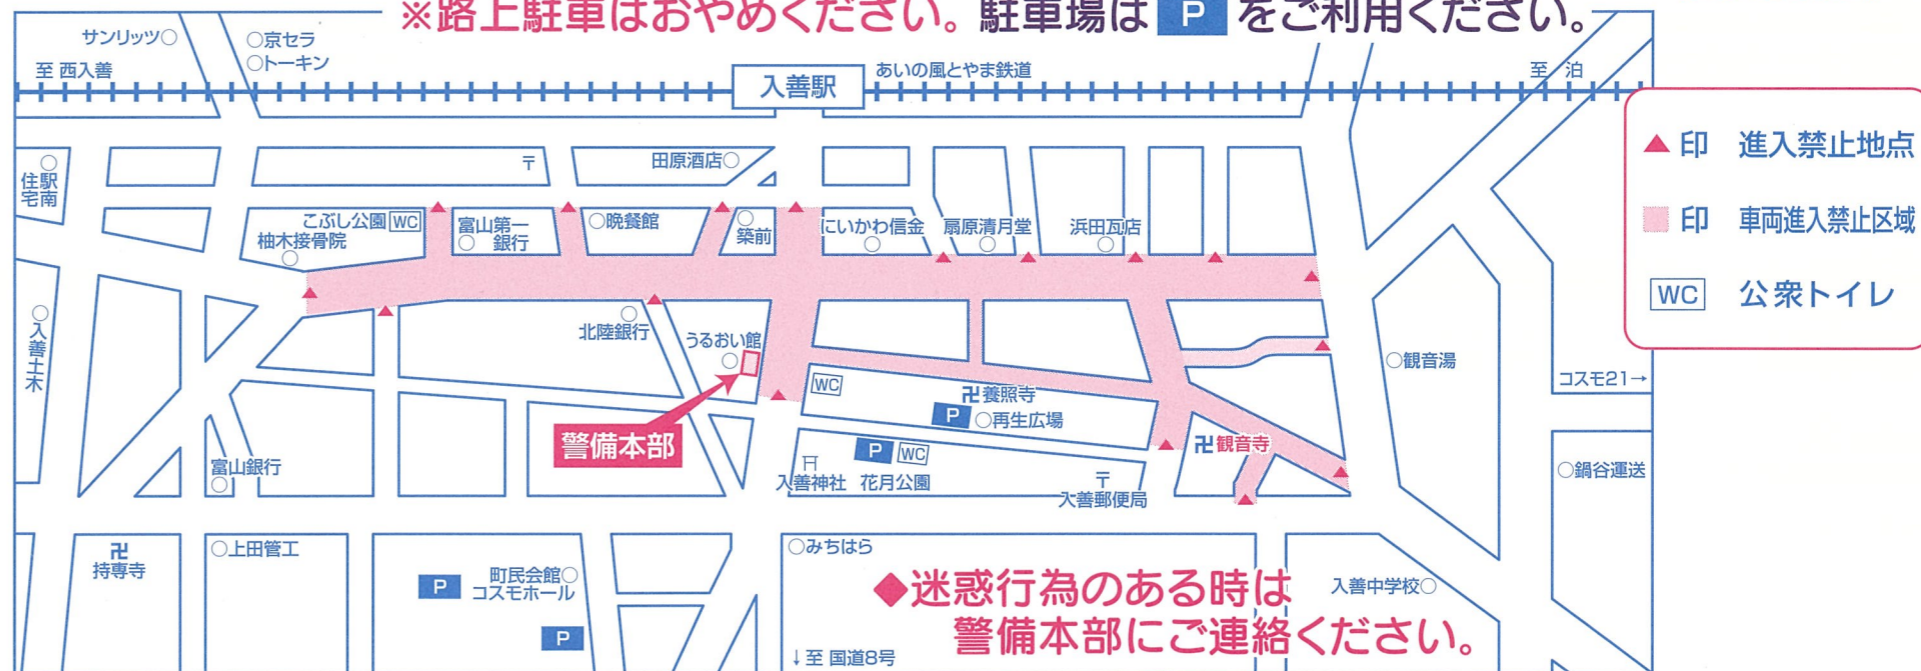 ※路上駐車はおやめください。駐車場は P をご利用ください。
サンリッツ
京セラ
トーキン
至 西入善
入善駅
あいの風とやま鉄道
至 泊
▲印 進入禁止地点
印 車両進入禁止区域
WC 公衆トイレ
駅南
住宅
〒
田原酒店
こぶし公園 WC
柚木接骨院
富山第一
銀行
晩餐館
築前
にいかわ信金
扇原清月堂
浜田瓦店
入善土木
北陸銀行
うるおい館
観音湯
コスモ21→
WC
卍養照寺
P 再生広場
警備本部
卍観音寺
P WC
入善神社
花月公園
〒
入善郵便局
富山銀行
鍋谷運送
卍
持専寺
上田管工
P
町民会館
コスモホール
P
みちはら
◆迷惑行為のある時は
警備本部にご連絡ください。
入善中学校
↓至 国道8号